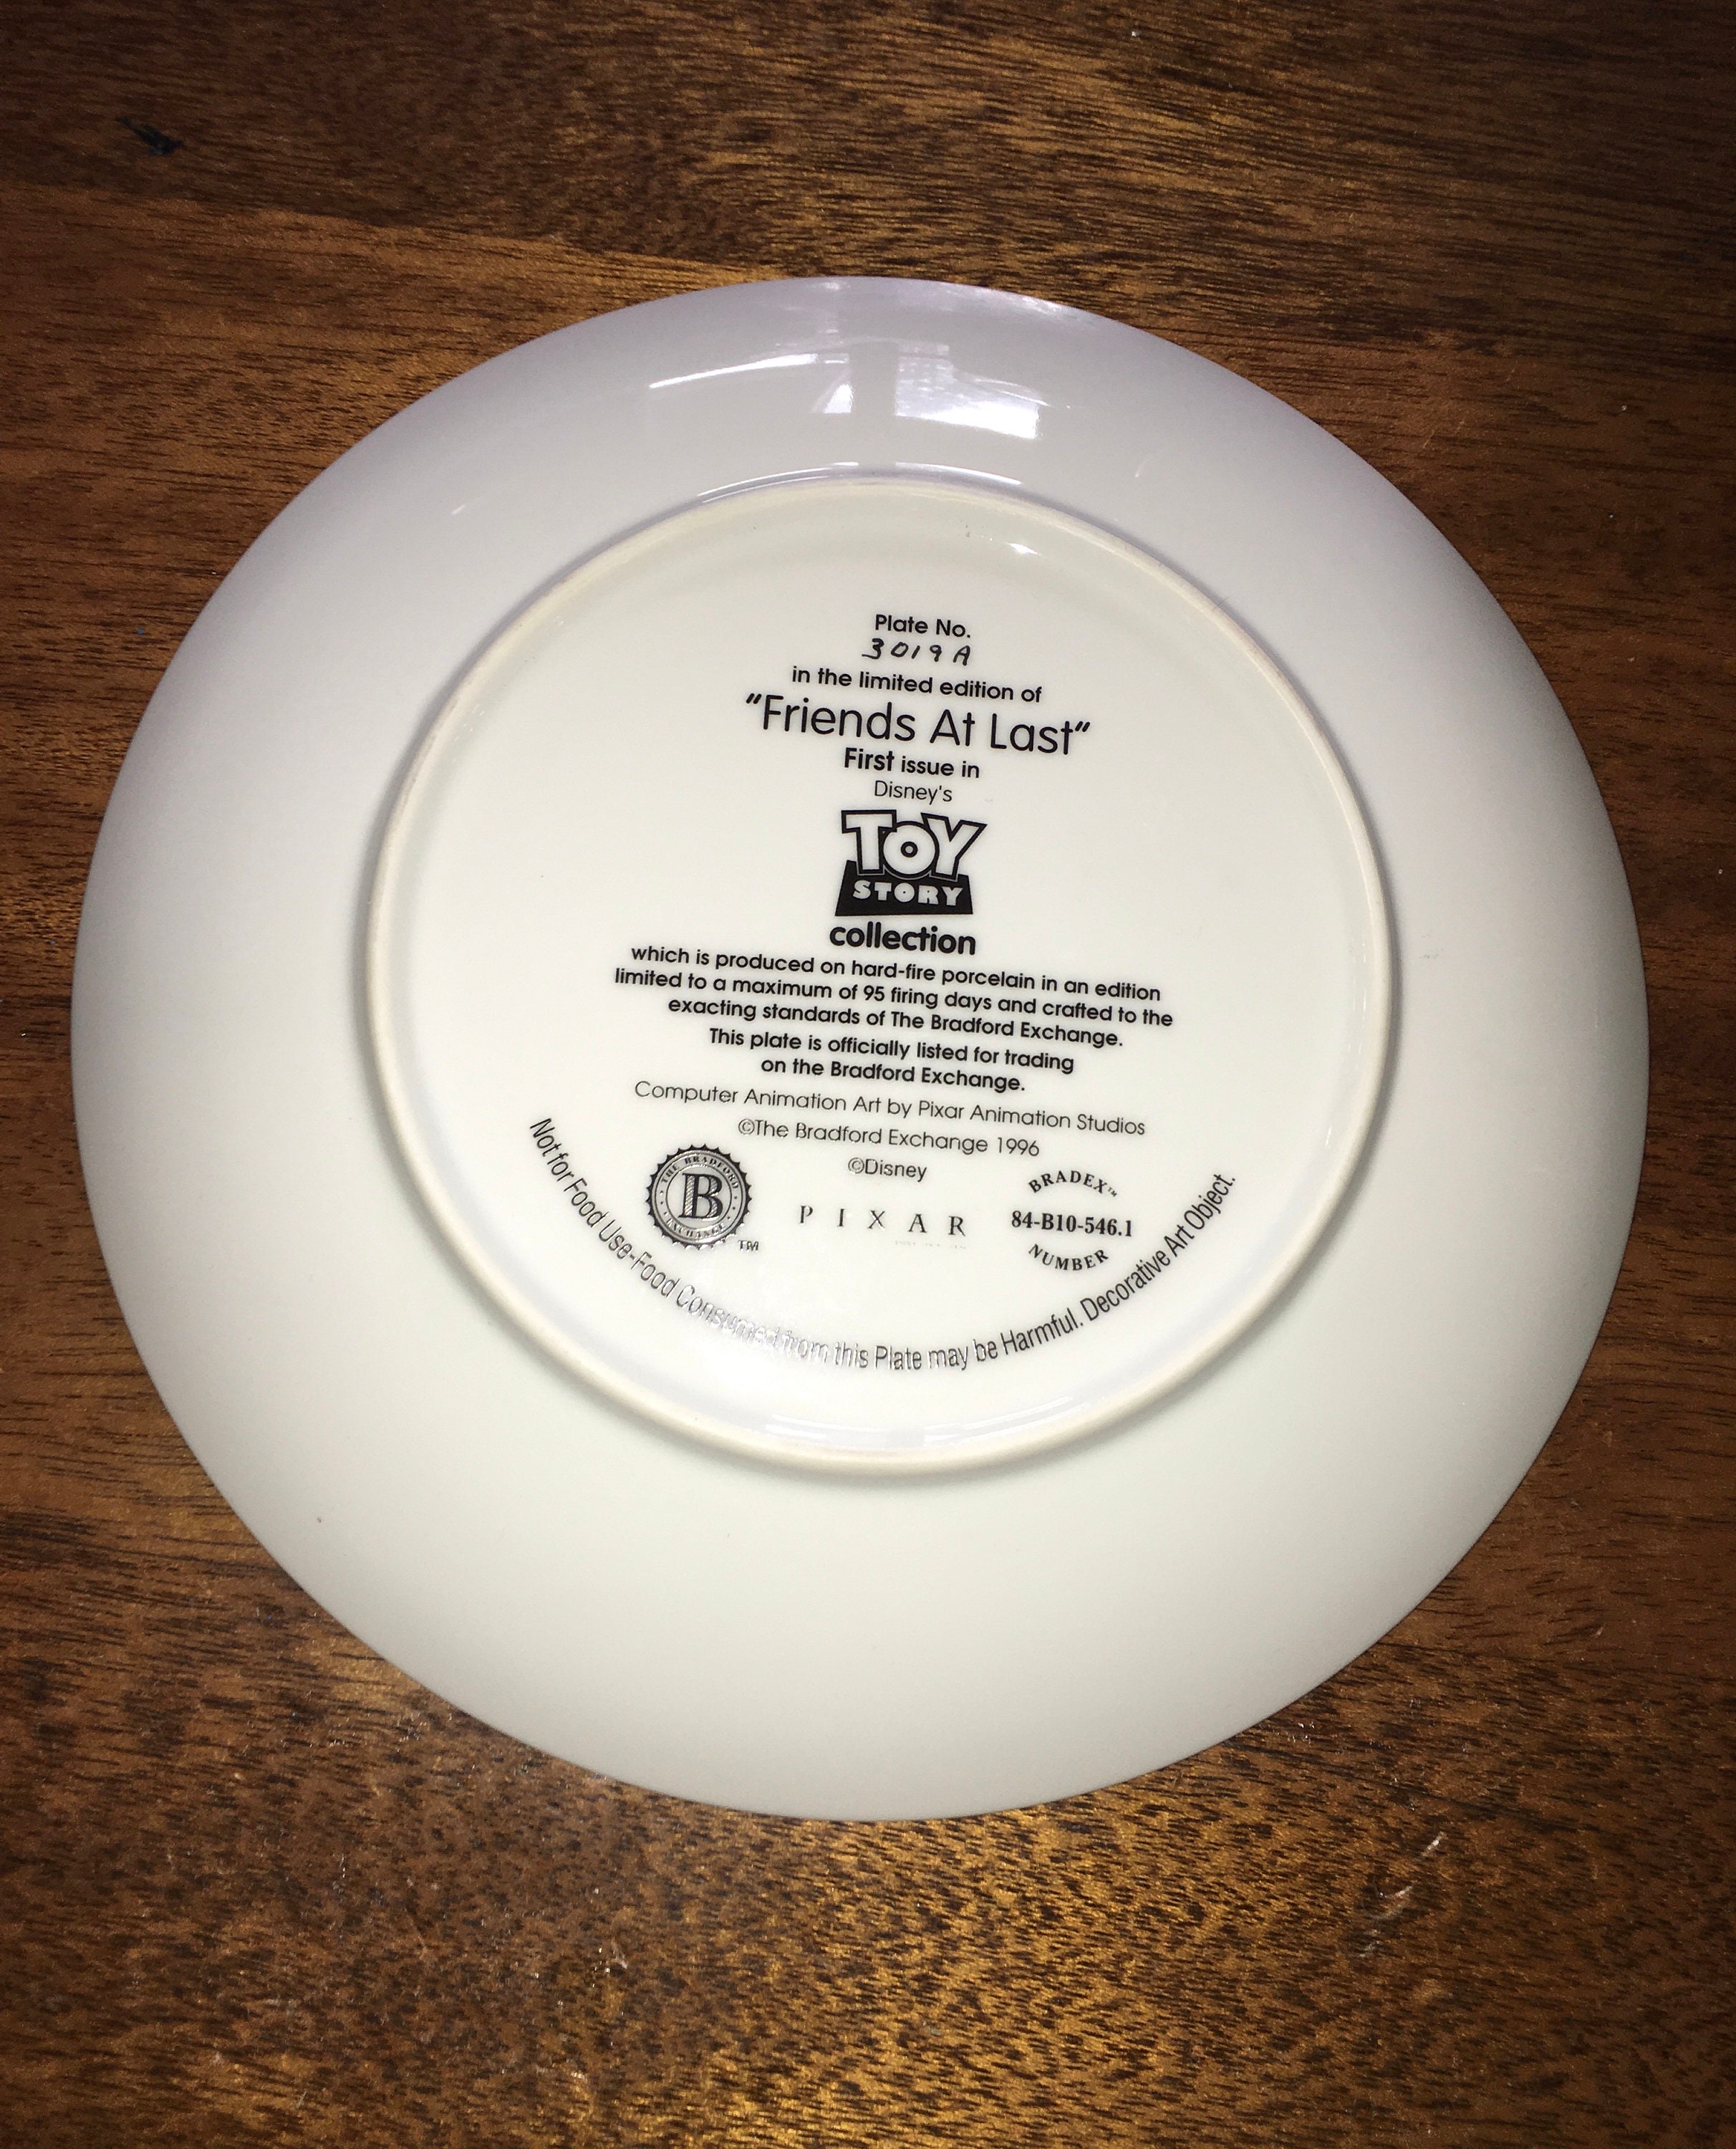 Plate No.
3019A
in the limited edition of
"Friends At Last"
First issue in
Disney's
TOY
STORY
collection
which is produced on hard-fire porcelain in an edition
limited to a maximum of 95 firing days and crafted to the
exacting standards of The Bradford Exchange.
This plate is officially listed for trading
on the Bradford Exchange.
Computer Animation Art by Pixar Animation Studios
©The Bradford Exchange 1996
©Disney
THE BRADFORD
B
EXCHANGE
TM
PIXAR
BRADEX™
84-B10-546.1
NUMBER
Not for Food Use-Food Consumed from this Plate may be Harmful. Decorative Art Object.